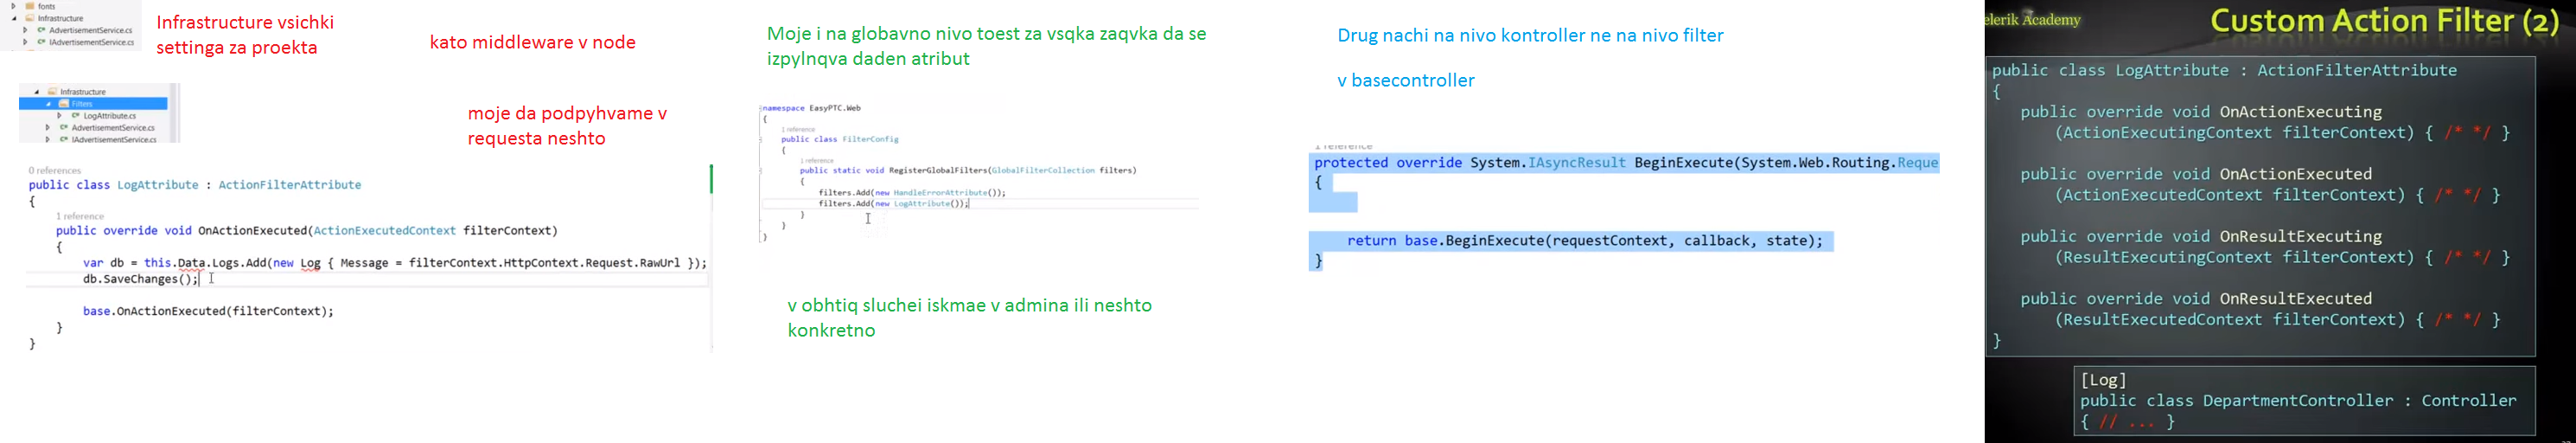 fonts
Infrastructure
AdvertisementService.cs
IAdvertisementService.cs
Infrastructure vsichki
settinga za proekta
kato middleware v node
Infrastructure
Filters
LogAttribute.cs
AdvertisementService.cs
IAdvertisementService.cs
moje da podpyhvame v
requesta neshto
0 references
public class LogAttribute : ActionFilterAttribute
{
1 reference
public override void OnActionExecuted(ActionExecutedContext filterContext)
{
var db = this.Data.Logs.Add(new Log { Message = filterContext.HttpContext.Request.RawUrl });
db.SaveChanges();
base.OnActionExecuted(filterContext);
}
}
Moje i na globavno nivo toest za vsqka zaqvka da se
izpylnqva daden atribut
namespace EasyPTC.Web
{
1 reference
public class FilterConfig
{
1 reference
public static void RegisterGlobalFilters(GlobalFilterCollection filters)
{
filters.Add(new HandleErrorAttribute());
filters.Add(new LogAttribute());
}
}
}
v obhtiq sluchei iskmae v admina ili neshto
konkretno
Drug nachi na nivo kontroller ne na nivo filter
v basecontroller
1 reference
protected override System.IAsyncResult BeginExecute(System.Web.Routing.Reque
{
return base.BeginExecute(requestContext, callback, state);
}
elerik Academy
Custom Action Filter (2)
public class LogAttribute : ActionFilterAttribute
{
public override void OnActionExecuting
(ActionExecutingContext filterContext) { /* */ }
public override void OnActionExecuted
(ActionExecutedContext filterContext) { /* */ }
public override void OnResultExecuting
(ResultExecutingContext filterContext) { /* */ }
public override void OnResultExecuted
(ResultExecutedContext filterContext) { /* */ }
}
[Log]
public class DepartmentController : Controller
{ // ... }